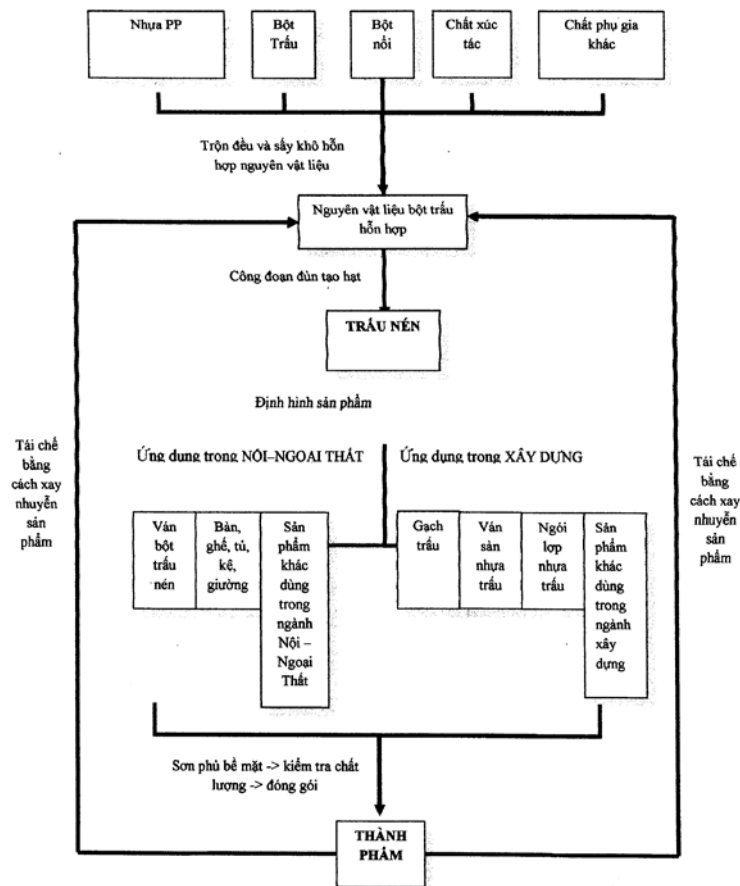 Nhựa PP
Bột
Trấu
Bột
nổi
Chất xúc
tác
Chất phụ gia
khác
Trộn đều và sấy khô hỗn
hợp nguyên vật liệu
Nguyên vật liệu bột trấu
hỗn hợp
Công đoạn đùn tạo hạt
TRẤU NÉN
Định hình sản phẩm
Ứng dụng trong NỘI–NGOẠI THẤT
Ứng dụng trong XÂY DỰNG
Tái chế
bằng
cách xay
nhuyễn
sản
phẩm
Ván
bột
trấu
nén
Bàn,
ghế, tủ,
kệ,
giường
Sản
phẩm
khác
dùng
trong
ngành
Nội –
Ngoại
Thất
Gạch
trấu
Ván
sàn
nhựa
trấu
Ngói
lợp
nhựa
trấu
Sản
phẩm
khác
dùng
trong
ngành
xây
dựng
Tái chế
bằng
cách xay
nhuyễn
sản
phẩm
Sơn phủ bề mặt -> kiểm tra chất
lượng -> đóng gói
THÀNH
PHẨM